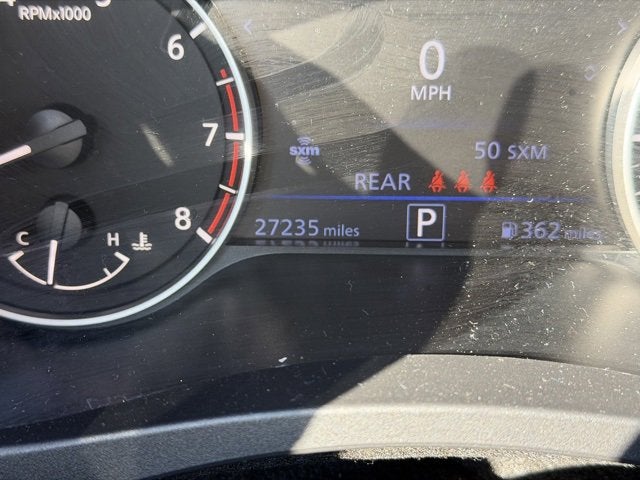 RPMx1000
6
7
8
C H
0
MPH
sxm
50 SXM
REAR
27235 miles P 362 miles